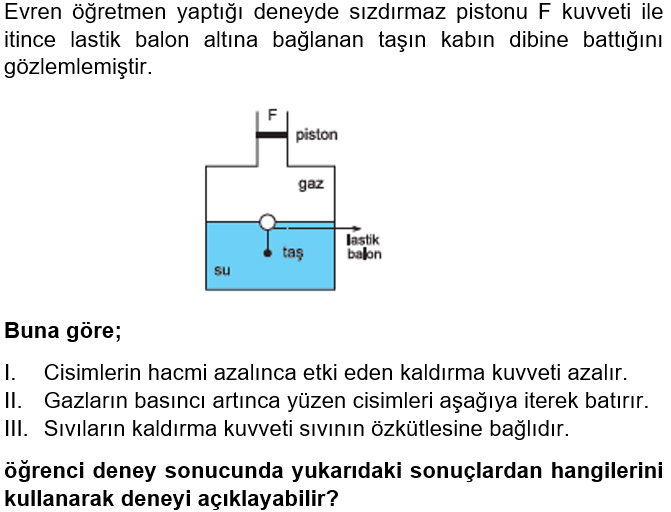 Evren öğretmen yaptığı deneyde sızdırmaz pistonu F kuvveti ile
itince lastik balon altına bağlanan taşın kabın dibine battığını
gözlemlemiştir.
F
piston
gaz
lastik
balon
taş
su
Buna göre;
I. Cisimlerin hacmi azalınca etki eden kaldırma kuvveti azalır.
II. Gazların basıncı artınca yüzen cisimleri aşağıya iterek batırır.
III. Sıvıların kaldırma kuvveti sıvının özkütlesine bağlıdır.
öğrenci deney sonucunda yukarıdaki sonuçlardan hangilerini
kullanarak deneyi açıklayabilir?